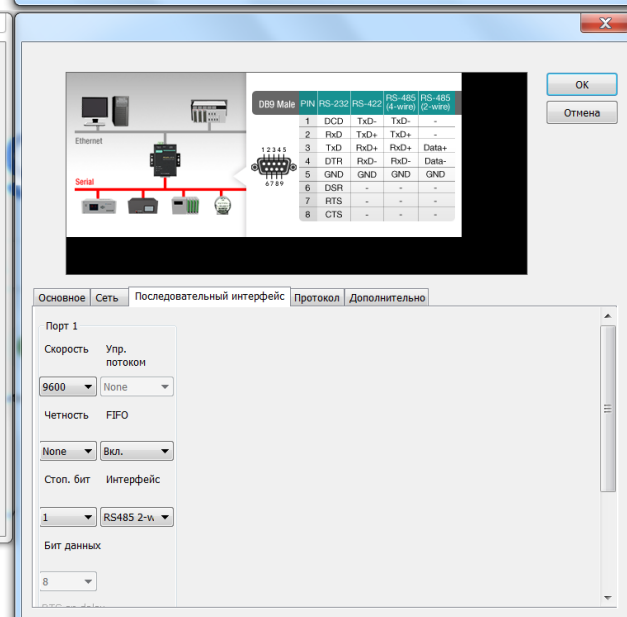 X
OK
Отмена
Ethernet
Serial
1 2 3 4 5
6 7 8 9
DB9 Male PIN RS-232 RS-422 RS-485 (4-wire) RS-485 (2-wire)
1 DCD TxD- TxD- -
2 RxD TxD+ TxD+ -
3 TxD RxD+ RxD+ Data+
4 DTR RxD- RxD- Data-
5 GND GND GND GND
6 DSR - - -
7 RTS - - -
8 CTS - - -
Основное Сеть Последовательный интерфейс Протокол Дополнительно
Порт 1
Скорость Упр. потоком
9600 None
Четность FIFO
None Вкл.
Стоп. бит Интерфейс
1 RS485 2-w
Бит данных
8